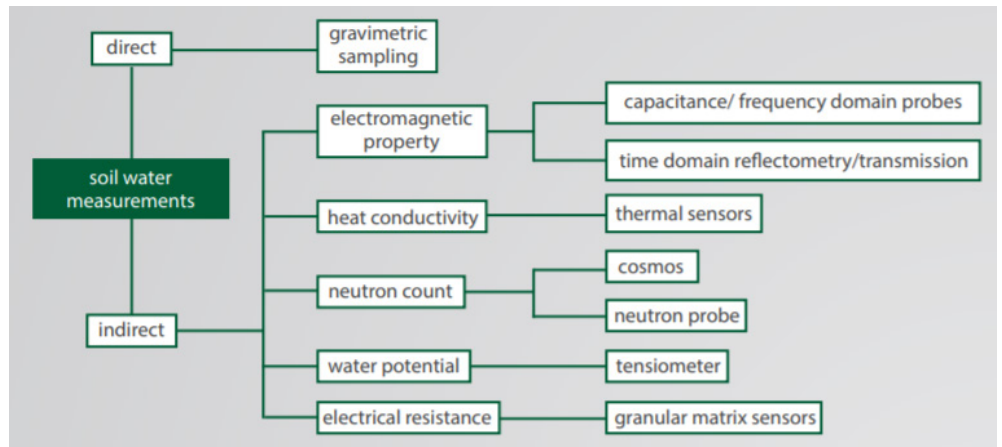 direct
gravimetric
sampling
electromagnetic
property
capacitance/ frequency domain probes
time domain reflectometry/transmission
soil water
measurements
heat conductivity
thermal sensors
neutron count
cosmos
neutron probe
indirect
water potential
tensiometer
electrical resistance
granular matrix sensors